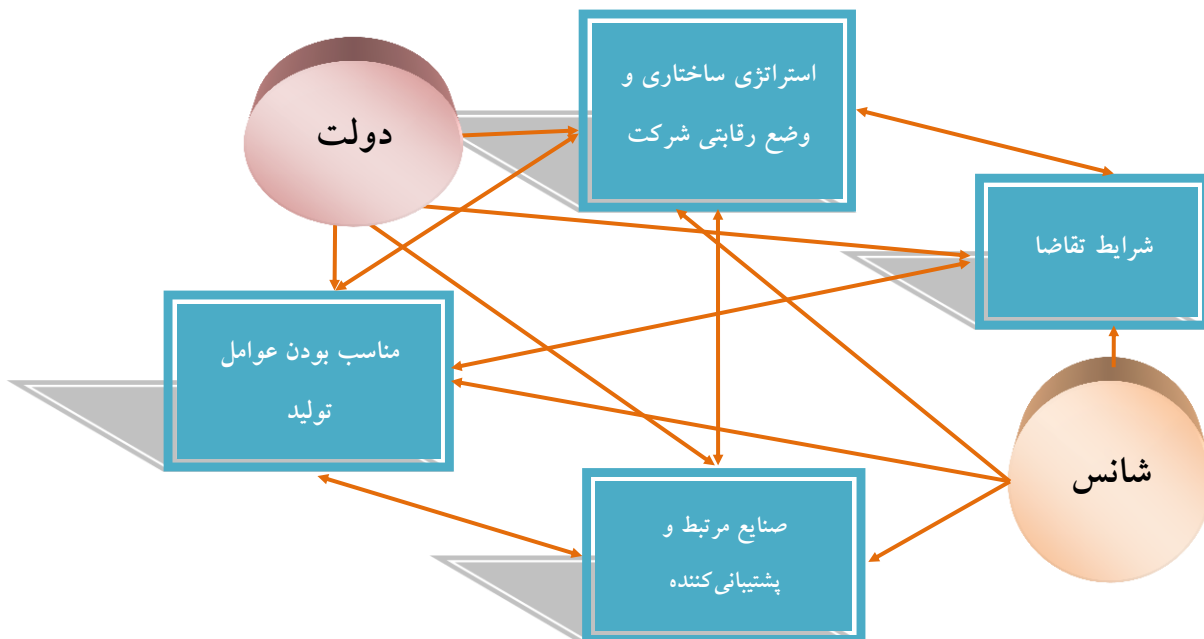 استراتژی ساختاری و
وضع رقابتی شرکت
دولت
شرایط تقاضا
مناسب بودن عوامل
تولید
شانس
صنایع مرتبط و
پشتیبانی‌کننده